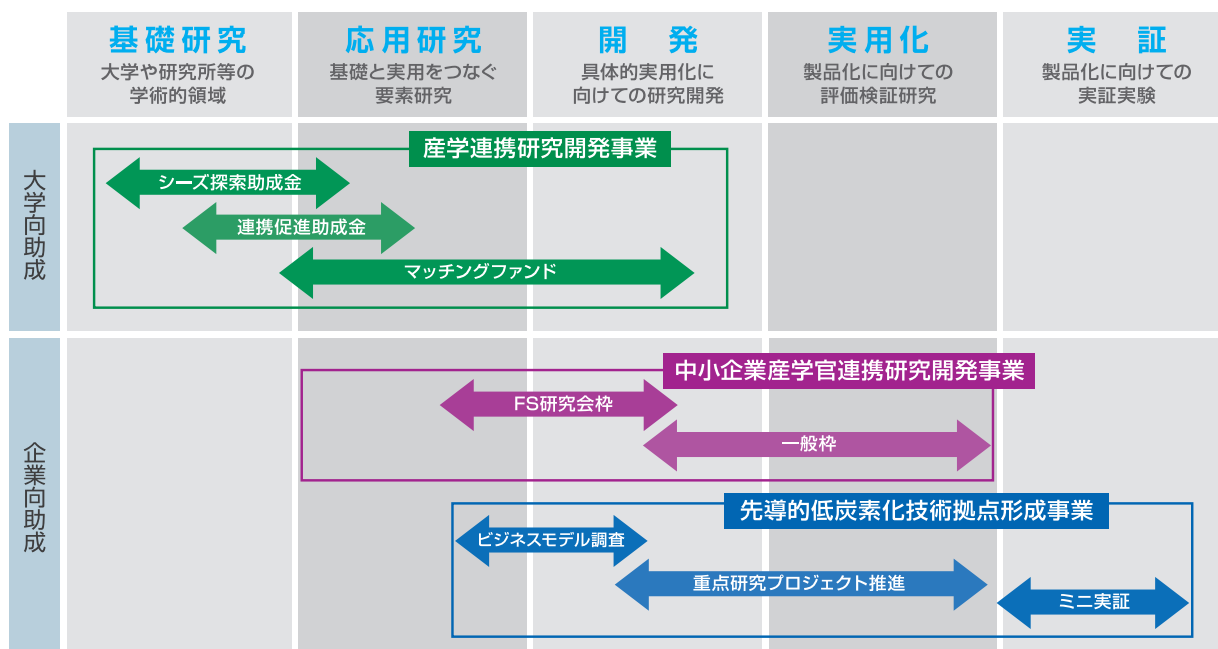 基礎研究
大学や研究所等の
学術的領域
応用研究
基礎と実用をつなぐ
要素研究
開　発
具体的実用化に
向けての研究開発
実用化
製品化に向けての
評価検証研究
実　証
製品化に向けての
実証実験
大学向助成
産学連携研究開発事業
シーズ探索助成金
連携促進助成金
マッチングファンド
企業向助成
中小企業産学官連携研究開発事業
FS研究会枠
一般枠
先導的低炭素化技術拠点形成事業
ビジネスモデル調査
重点研究プロジェクト推進
ミニ実証